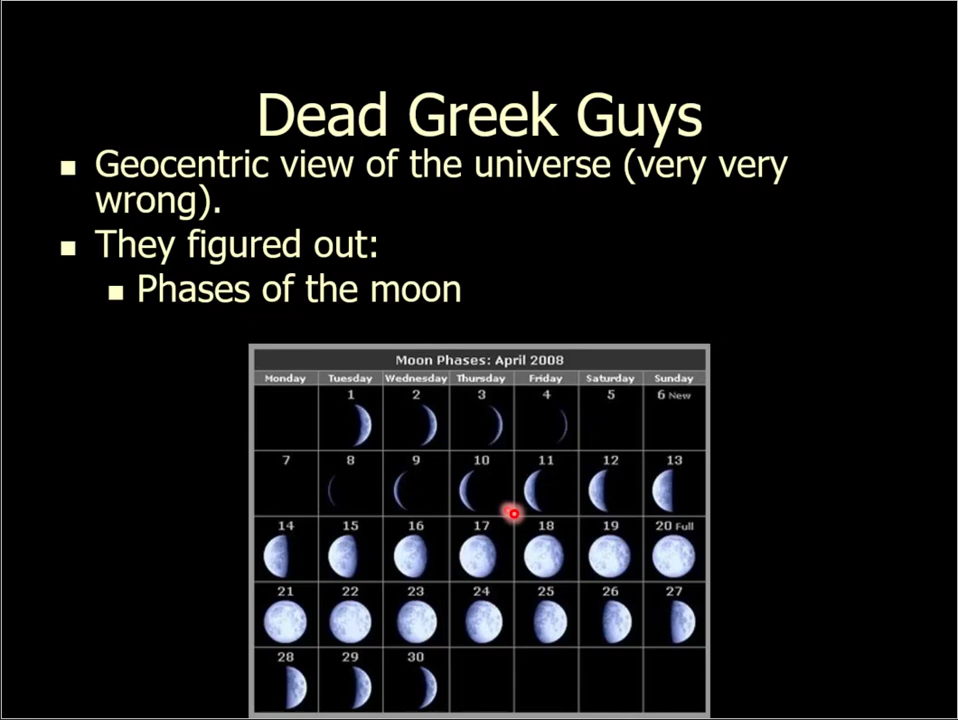 Dead Greek Guys
Geocentric view of the universe (very very
wrong).
They figured out:
Phases of the moon
Moon Phases: April 2008
Monday Tuesday Wednesday Thursday Friday Saturday Sunday
1 2 3 4 5 6 New
7 8 9 10 11 12 13
14 15 16 17 18 19 20 Full
21 22 23 24 25 26 27
28 29 30